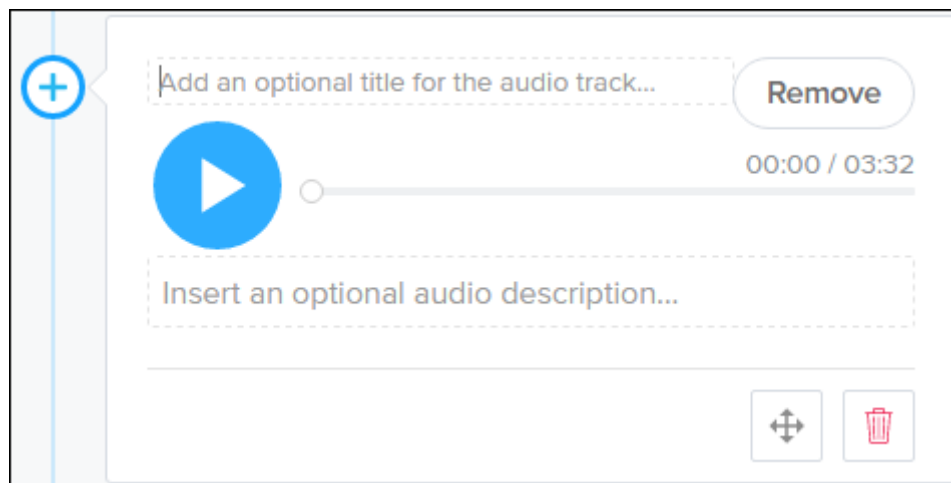 Add an optional title for the audio track...
Remove
00:00 / 03:32
Insert an optional audio description...